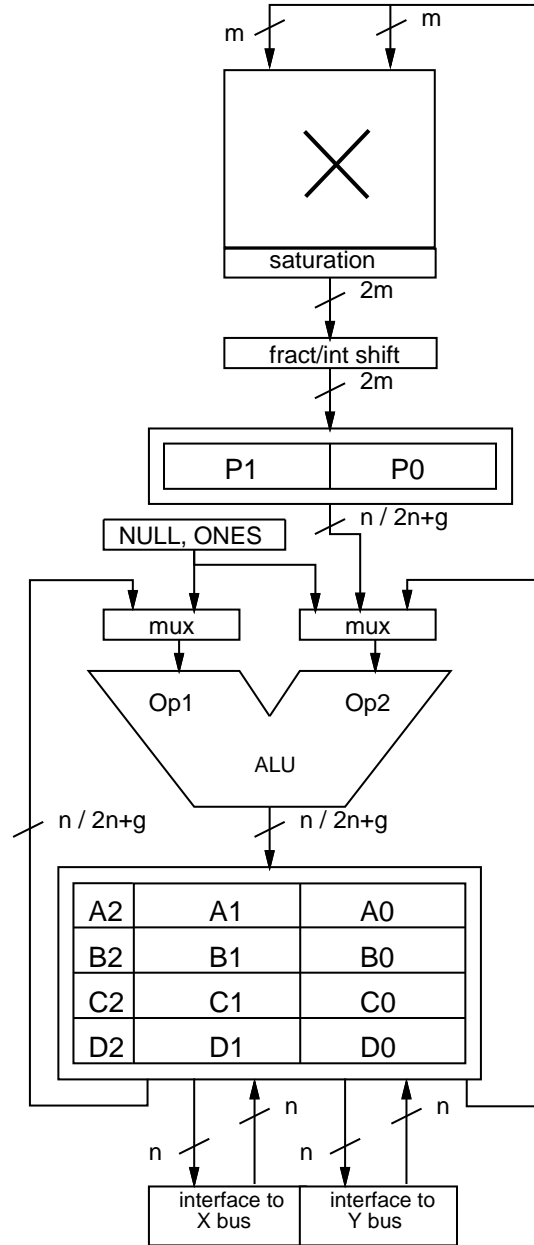 m
m
saturation
2m
fract/int shift
2m
P1 P0
n / 2n+g
NULL, ONES
mux mux
Op1 Op2
ALU
n / 2n+g n / 2n+g
A2 A1 A0
B2 B1 B0
C2 C1 C0
D2 D1 D0
n n
n n
interface to
X bus
interface to
Y bus